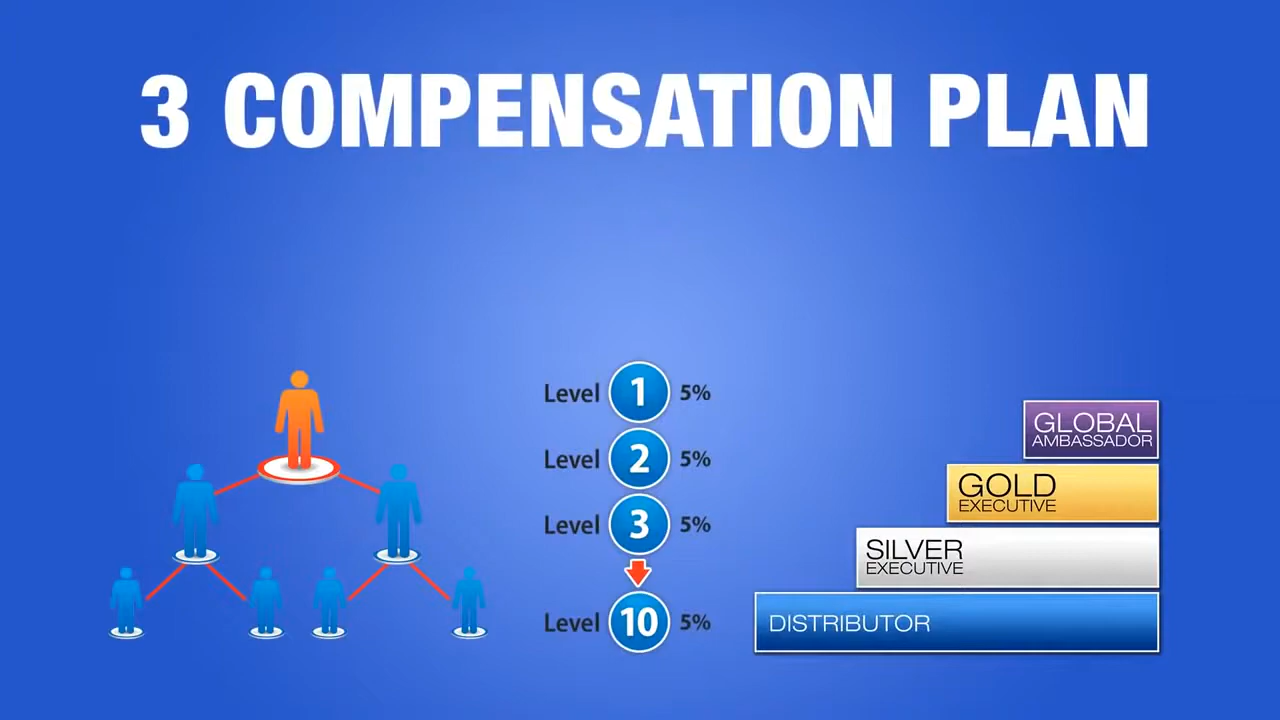 3 COMPENSATION PLAN
Level 1 5%
Level 2 5%
Level 3 5%
Level 10 5%
GLOBAL
AMBASSADOR
GOLD
EXECUTIVE
SILVER
EXECUTIVE
DISTRIBUTOR